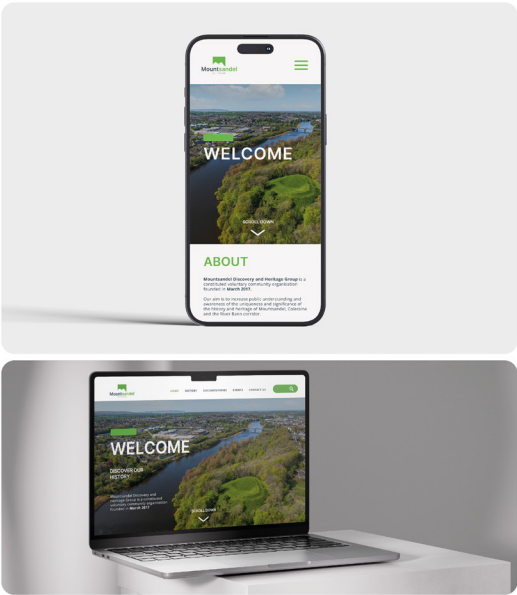 Mountsandel
WELCOME
SCROLL DOWN
ABOUT
Mountsandel Discovery and Heritage Group is a
constituted voluntary community organisation
founded in March 2017.
Our aim is to increase public understanding and
awareness of the uniqueness and significance of
the history and heritage of Mountsandel, Coleraine
and the River Bann corridor.
Mountsandel
HOME HISTORY EVENTS CONTACT US
WELCOME
DISCOVER OUR
HISTORY
Mountsandel Discovery and
Heritage Group is a constituted
voluntary community organisation
founded in March 2017
SCROLL DOWN